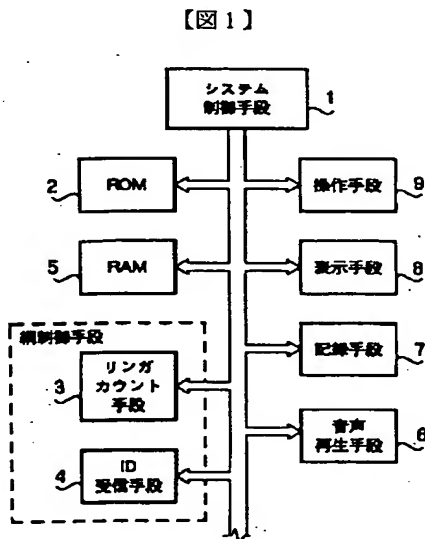 【図1】
システム
制御手段
1
2
ROM
操作手段
9
5
RAM
表示手段
8
網制御手段
3
リンガ
カウント
手段
記録手段
7
4
ID
受信手段
音声
再生手段
6